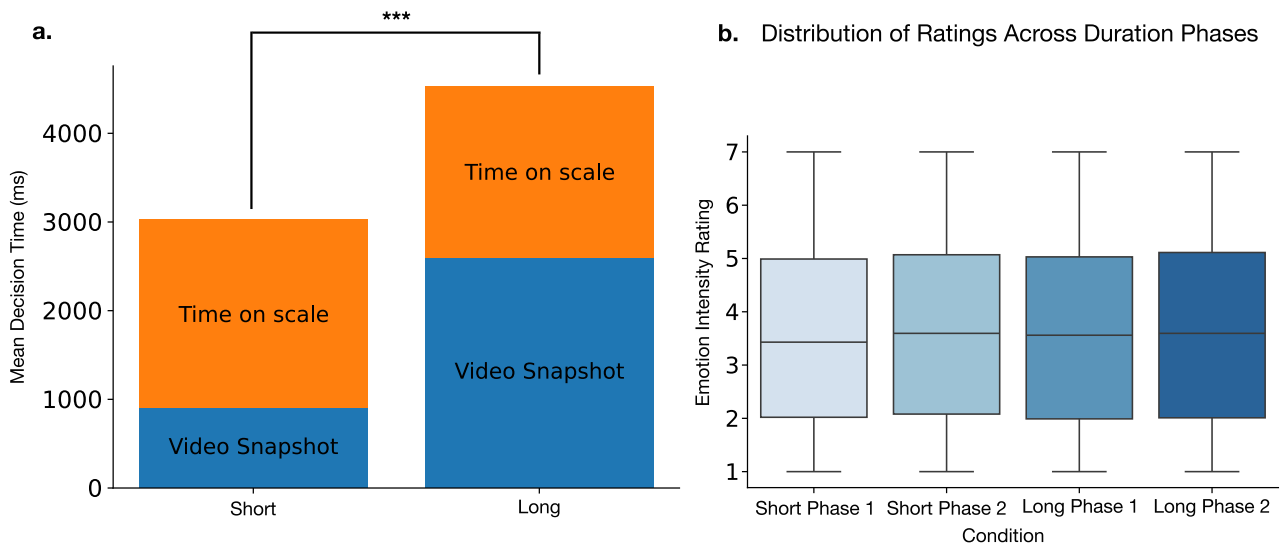 a.
***
Mean Decision Time (ms)
4000
3000
2000
1000
0
Time on scale
Video Snapshot
Time on scale
Video Snapshot
Short
Long
b. Distribution of Ratings Across Duration Phases
Emotion Intensity Rating
7
6
5
4
3
2
1
Short Phase 1 Short Phase 2 Long Phase 1 Long Phase 2
Condition